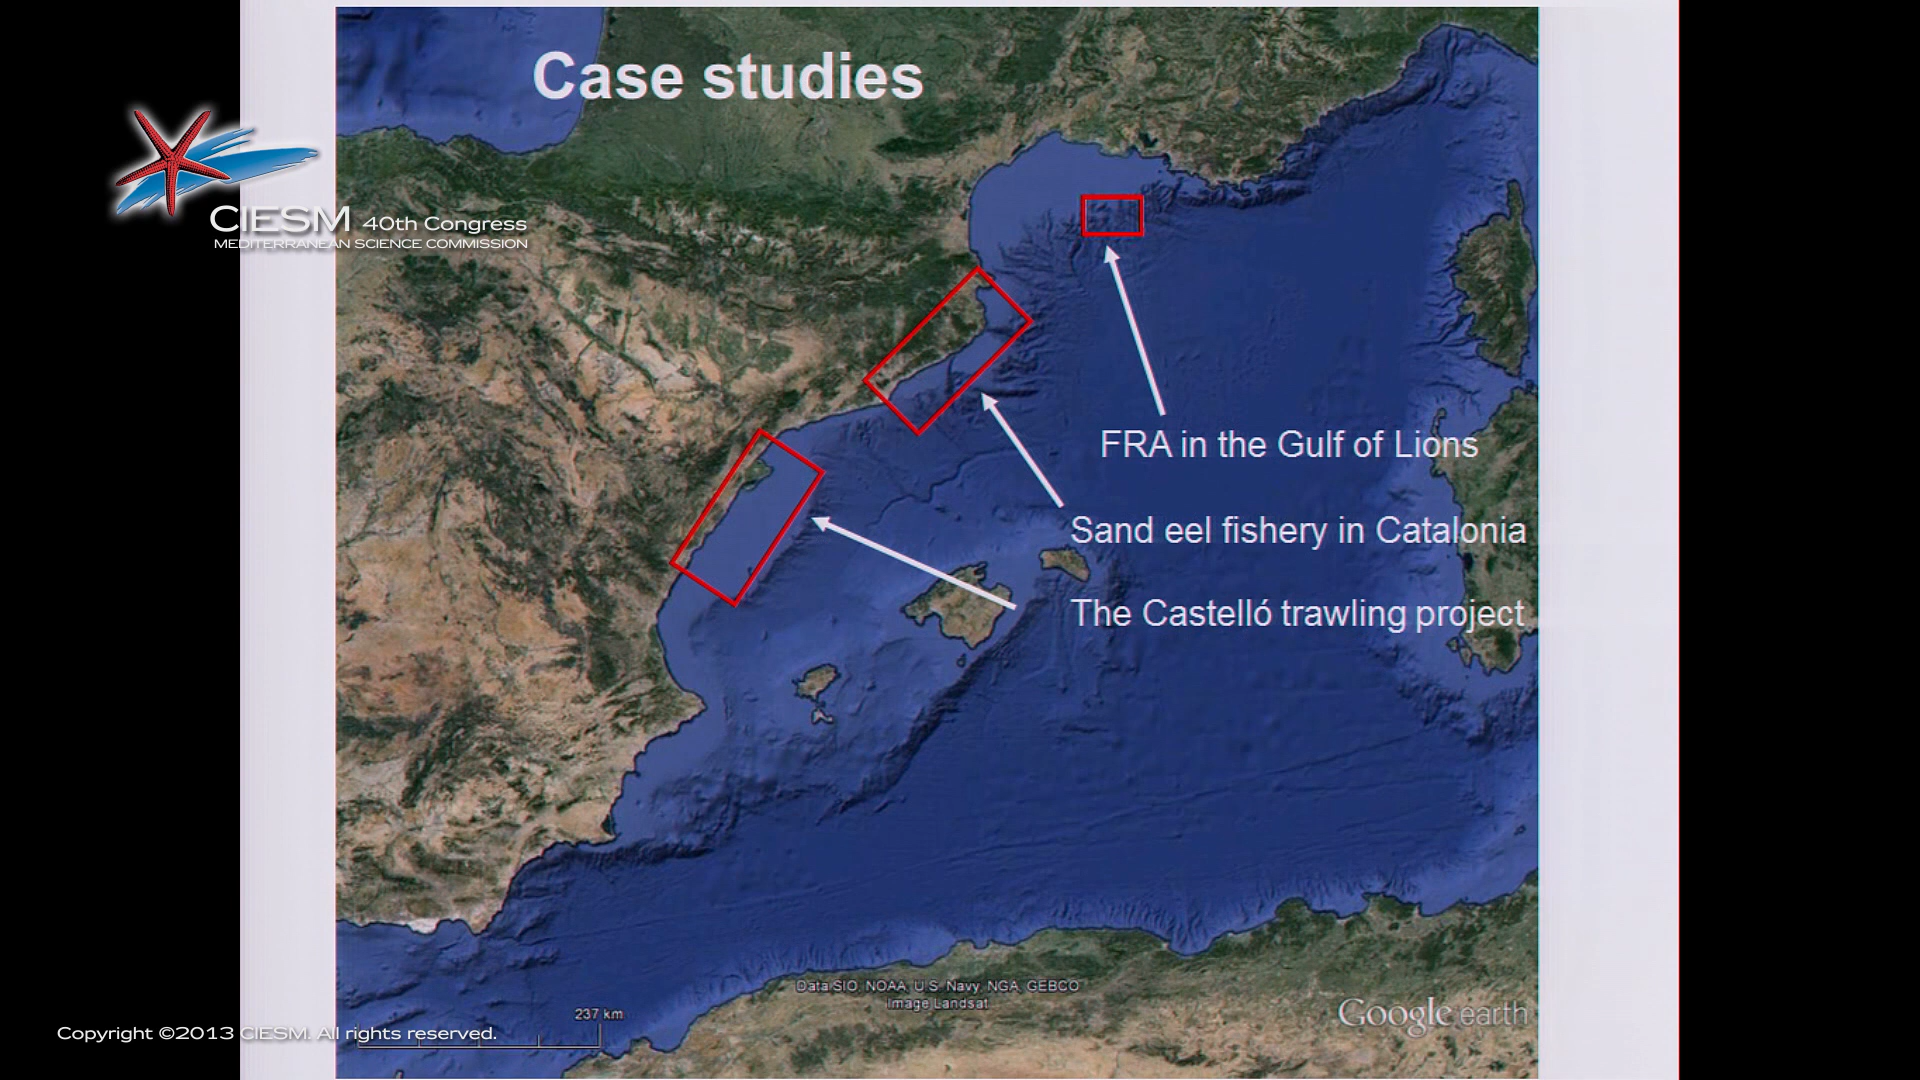 Case studies
CIESM 40th Congress
MEDITERRANEAN SCIENCE COMMISSION
FRA in the Gulf of Lions
Sand eel fishery in Catalonia
The Castelló trawling project
Data SIO, NOAA, U.S. Navy, NGA, GEBCO
Image Landsat
237 km
Google earth
Copyright ©2013 CIESM. All rights reserved.